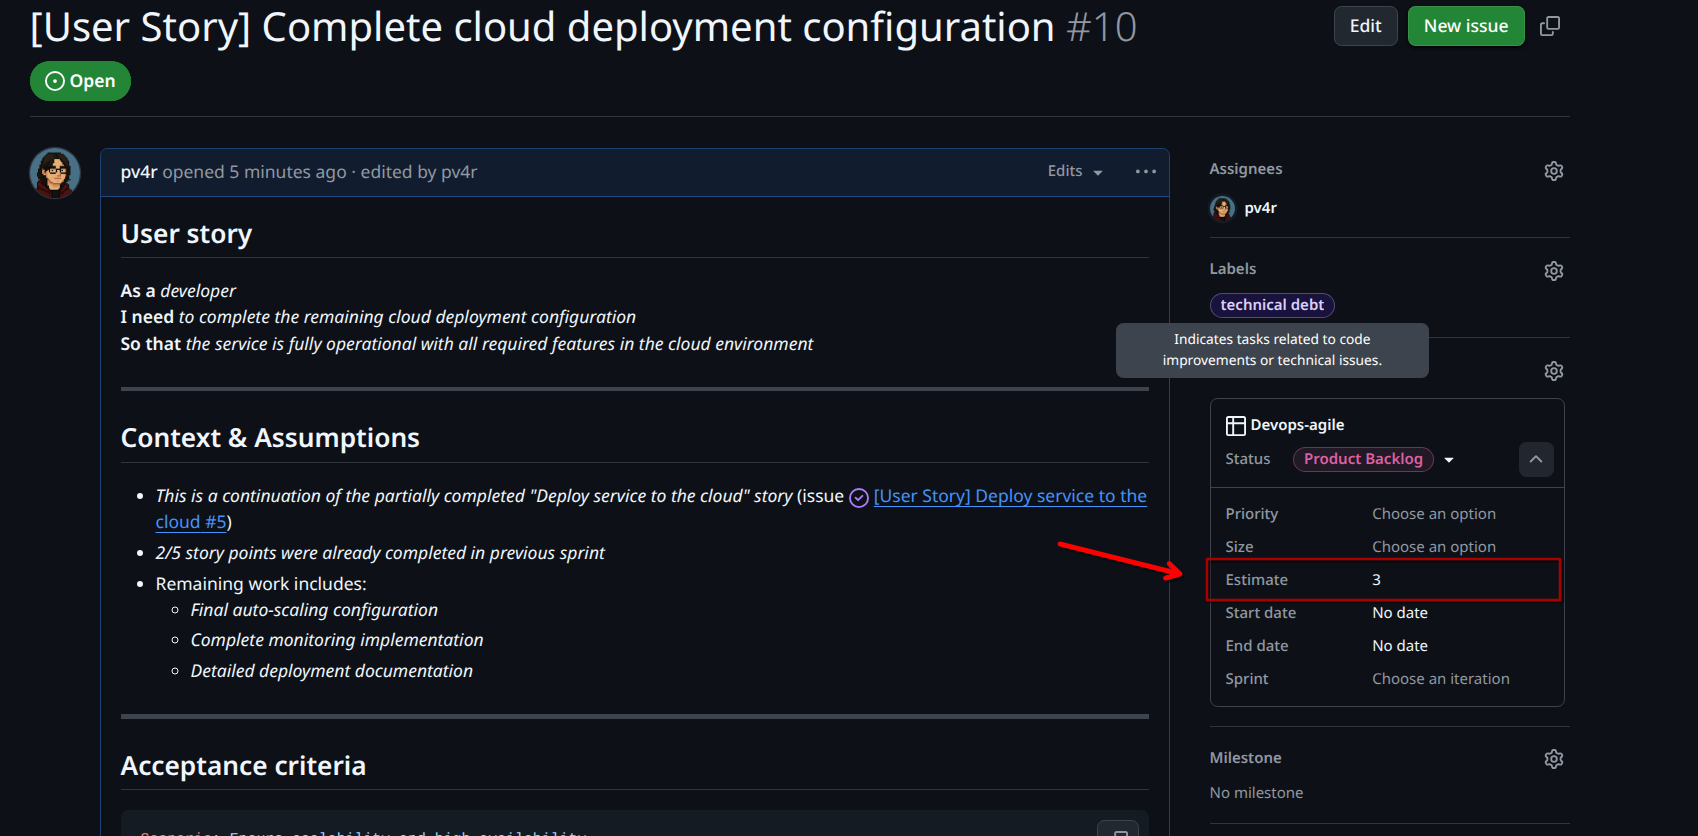 [User Story] Complete cloud deployment configuration #10
Edit
New issue
Open
pv4r opened 5 minutes ago · edited by pv4r
Edits
User story
As a developer
I need to complete the remaining cloud deployment configuration
So that the service is fully operational with all required features in the cloud environment
Context & Assumptions
This is a continuation of the partially completed "Deploy service to the cloud" story (issue [User Story] Deploy service to the
cloud #5)
2/5 story points were already completed in previous sprint
Remaining work includes:
Final auto-scaling configuration
Complete monitoring implementation
Detailed deployment documentation
Acceptance criteria
Scenario: Ensure scalability and high availability
Assignees
pv4r
Labels
technical debt
Indicates tasks related to code
improvements or technical issues.
Devops-agile
Status Product Backlog
Priority Choose an option
Size Choose an option
Estimate 3
Start date No date
End date No date
Sprint Choose an iteration
Milestone
No milestone